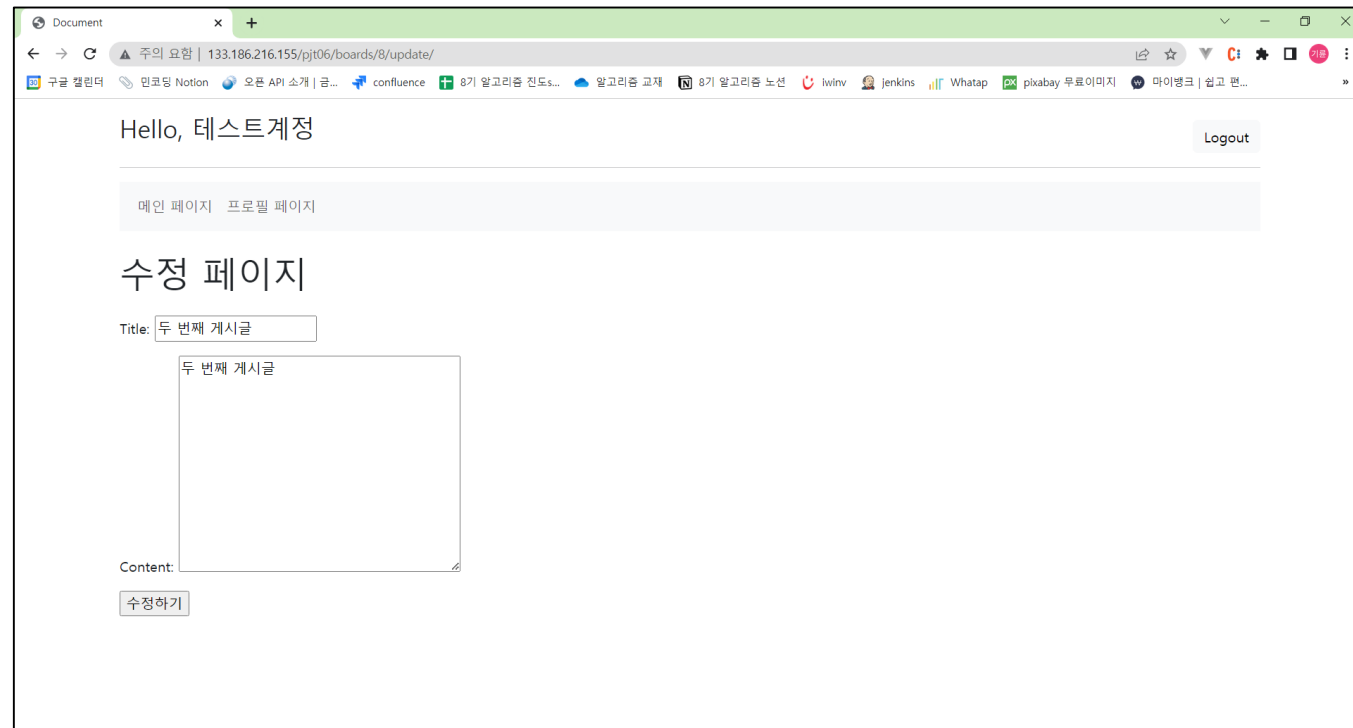 Document
주의 요함 | 133.186.216.155/pjt06/boards/8/update/
기륜
30 구글 캘린더 민코딩 Notion 오픈 API 소개 | 금... confluence 8기 알고리즘 진도s... 알고리즘 교재 8기 알고리즘 노션 iwinv jenkins Whatap px pixabay 무료이미지 마이뱅크 | 쉽고 편... »
Hello, 테스트계정
Logout
메인 페이지 프로필 페이지
수정 페이지
Title: 두 번째 게시글
두 번째 게시글
Content:
수정하기